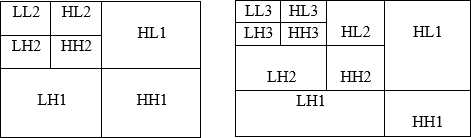 LL2 HL2
HL1
LH2 HH2
LH1 HH1
LL3 HL3
LH3 HH3 HL2 HL1
LH2 HH2
LH1
HH1